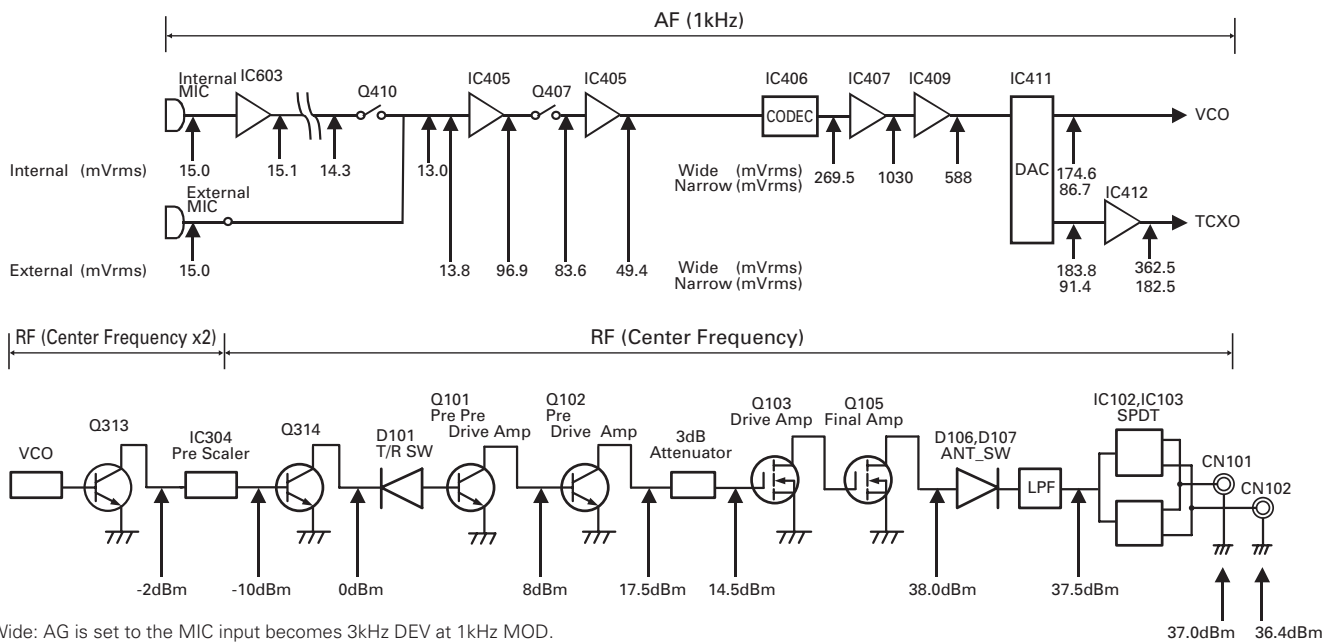 AF (1kHz)
Internal MIC
IC603
Q410
IC405
Q407
IC405
IC406
IC407
IC409
IC411
CODEC
VCO
Internal (mVrms)
15.0
15.1
14.3
13.0
Wide (mVrms)
Narrow (mVrms)
269.5
1030
588
DAC
174.6
86.7
IC412
External
MIC
TCXO
External (mVrms)
15.0
13.8
96.9
83.6
49.4
Wide (mVrms)
Narrow (mVrms)
183.8
91.4
362.5
182.5
RF (Center Frequency x2)
RF (Center Frequency)
VCO
Q313
IC304
Pre Scaler
Q314
D101
T/R SW
Q101
Pre Pre
Drive Amp
Q102
Pre
Drive Amp
3dB
Attenuator
Q103
Drive Amp
Q105
Final Amp
D106,D107
ANT_SW
LPF
IC102,IC103
SPDT
CN101
CN102
-2dBm
-10dBm
0dBm
8dBm
17.5dBm
14.5dBm
38.0dBm
37.5dBm
37.0dBm
36.4dBm
Wide: AG is set to the MIC input becomes 3kHz DEV at 1kHz MOD.